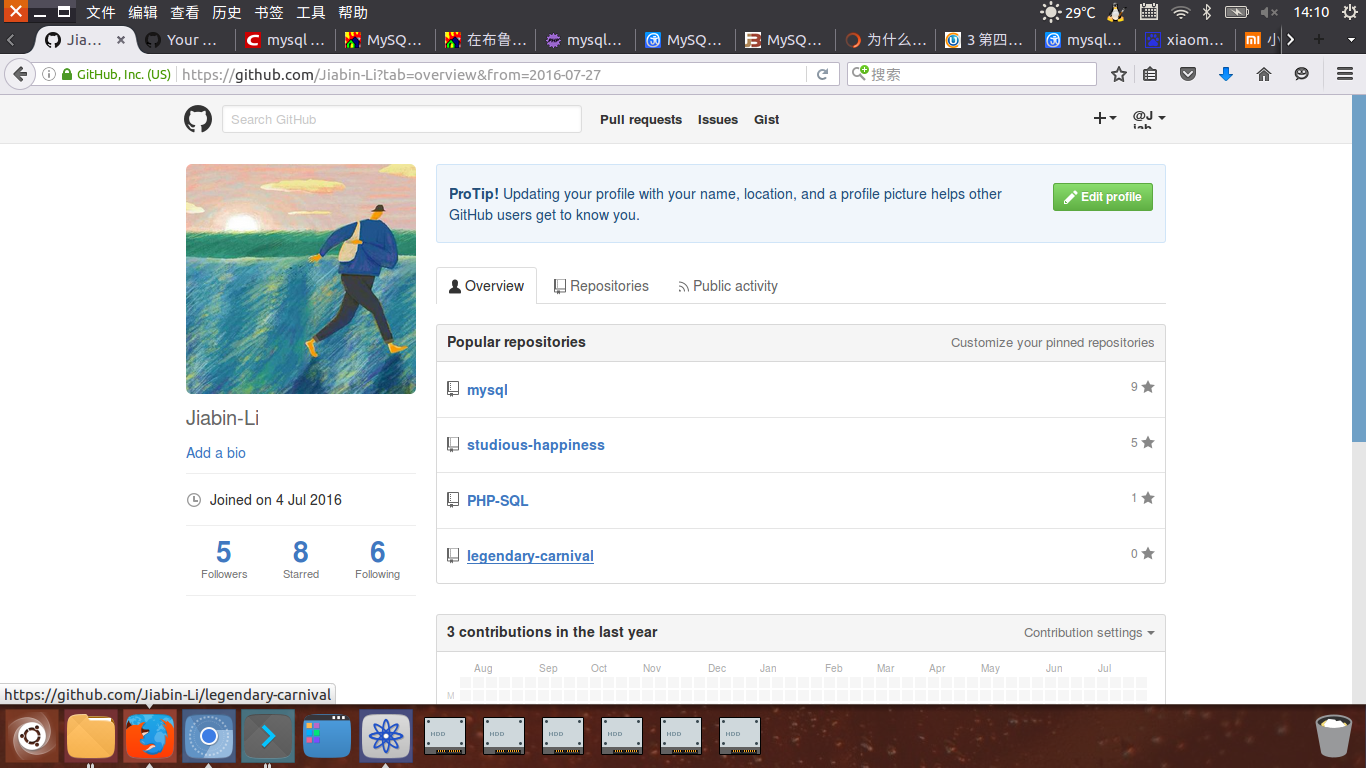 文件 编辑 查看 历史 书签 工具 帮助
29°C
14:10
Jia…
Your …
mysql …
MySQ…
在布鲁…
mysql…
MySQ…
MySQ…
为什么…
3 第四…
mysql…
xiaom…
小
GitHub, Inc. (US)
https://github.com/Jiabin-Li?tab=overview&from=2016-07-27
搜索
Search GitHub
Pull requests Issues Gist
@J
iab
ProTip! Updating your profile with your name, location, and a profile picture helps other
GitHub users get to know you.
Edit profile
Overview Repositories Public activity
Jiabin-Li
Add a bio
Joined on 4 Jul 2016
5 8 6
Followers Starred Following
Popular repositories Customize your pinned repositories
mysql 9
studious-happiness 5
PHP-SQL 1
legendary-carnival 0
3 contributions in the last year Contribution settings
Aug Sep Oct Nov Dec Jan Feb Mar Apr May Jun Jul
M
https://github.com/Jiabin-Li/legendary-carnival
HDD HDD HDD HDD HDD HDD